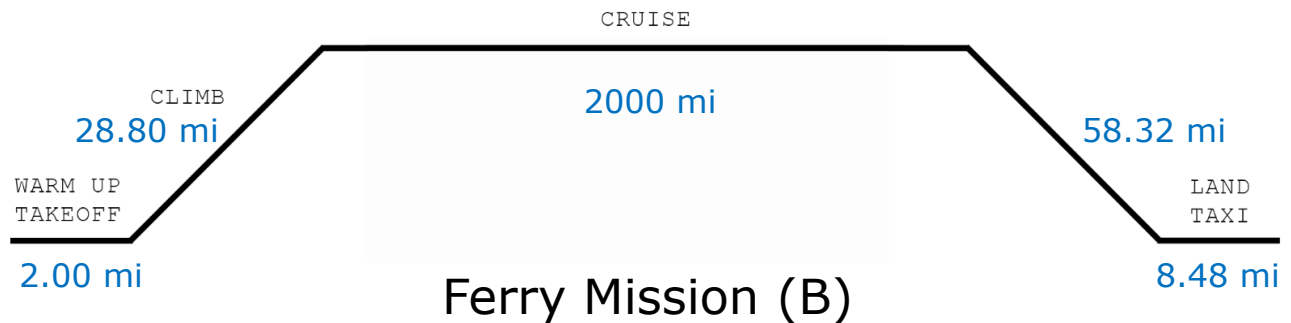 CRUISE
2000 mi
CLIMB
28.80 mi
58.32 mi
WARM UP
TAKEOFF
LAND
TAXI
2.00 mi
8.48 mi
Ferry Mission (B)